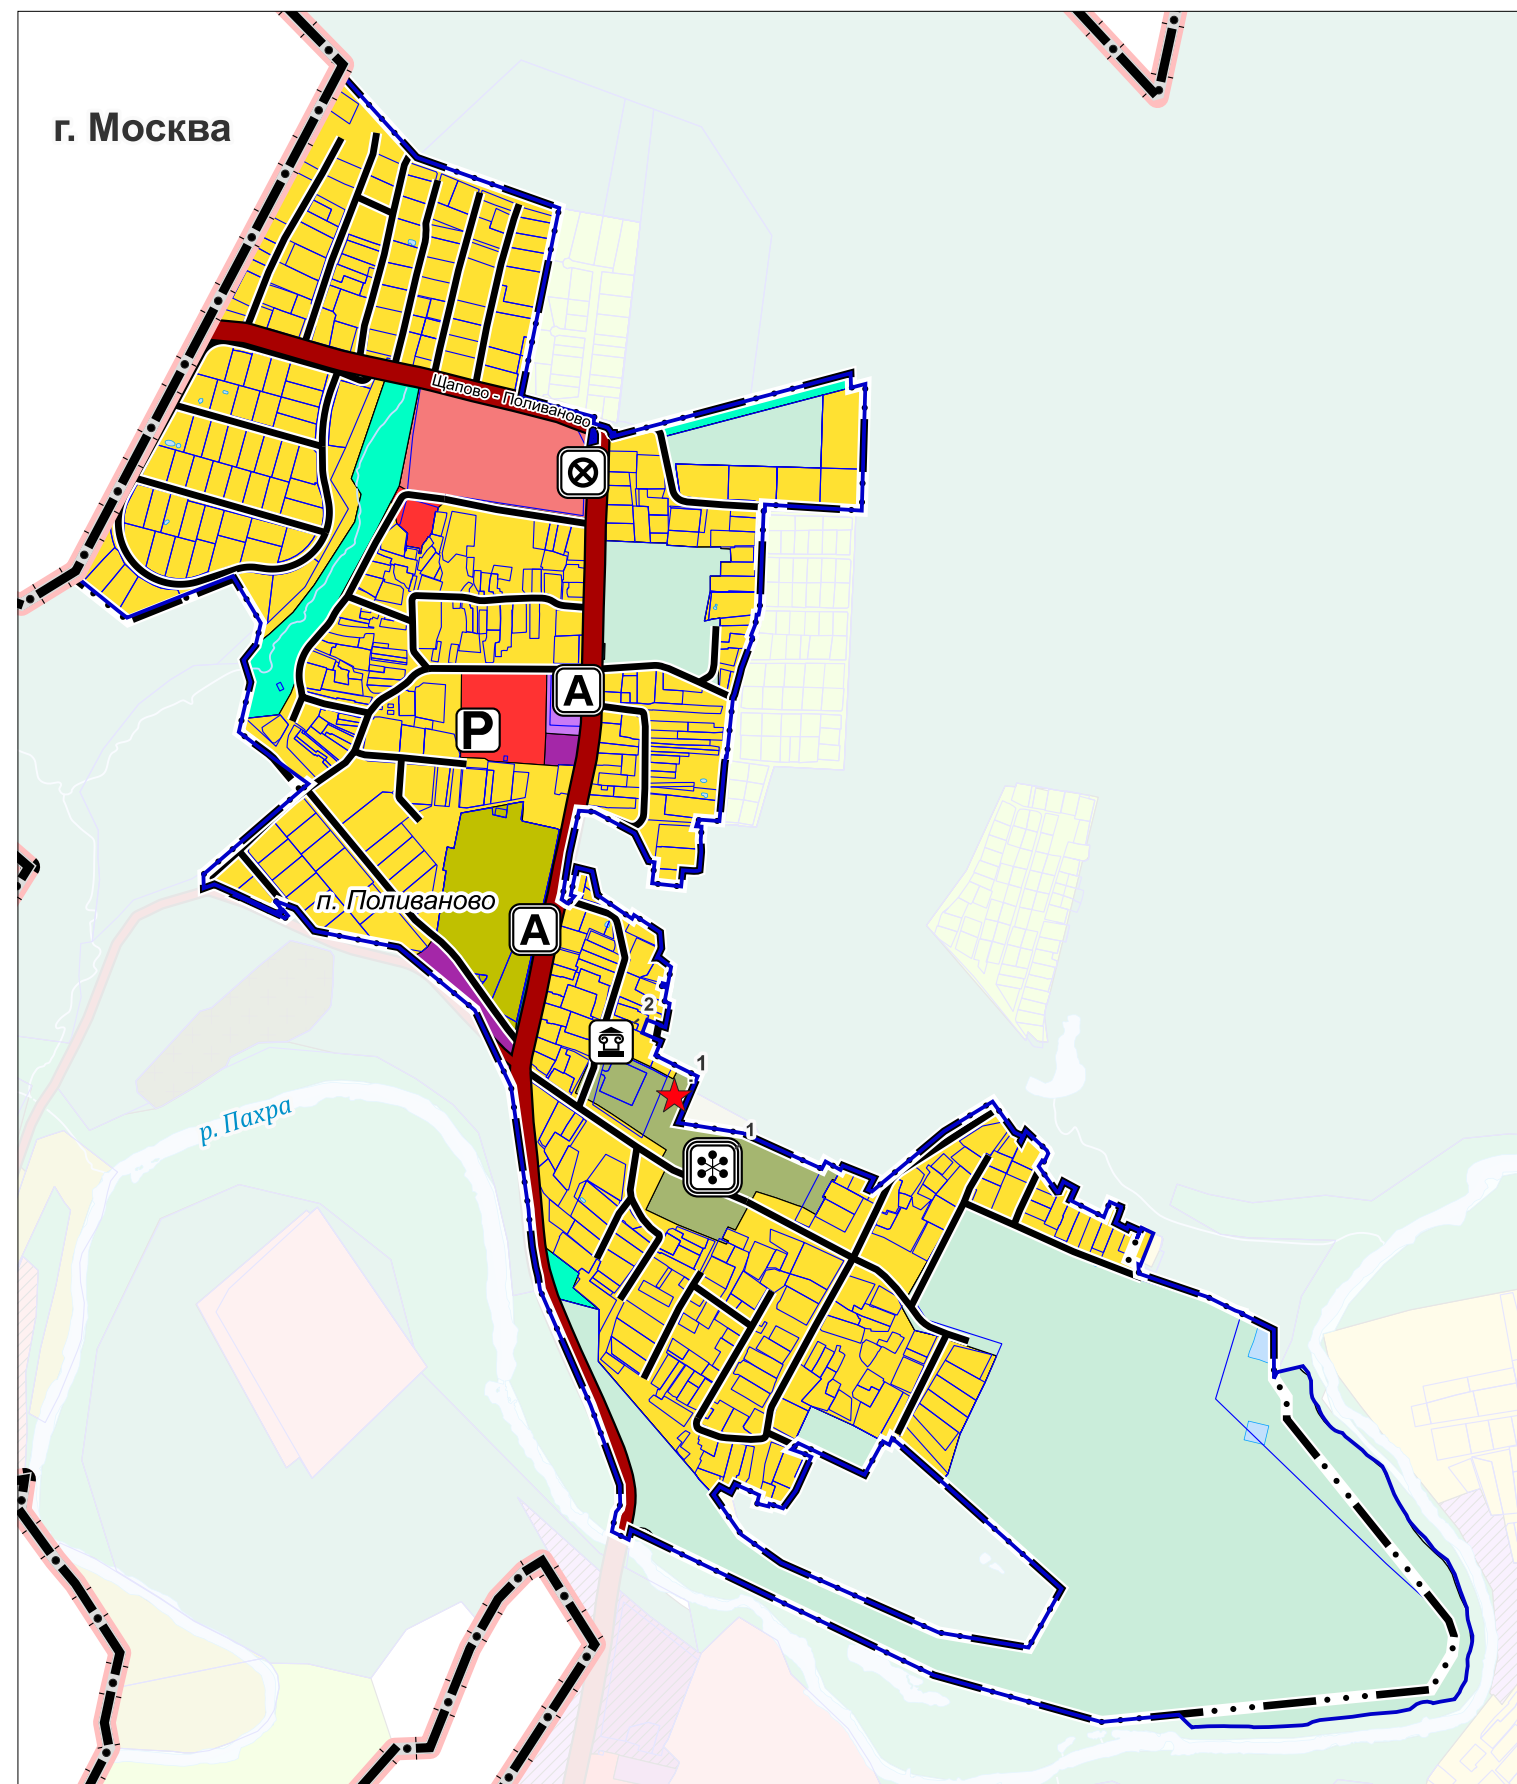 г. Москва
Щапово - Поливаново
А
Р
п. Поливаново
А
2
1
р. Пахра
1